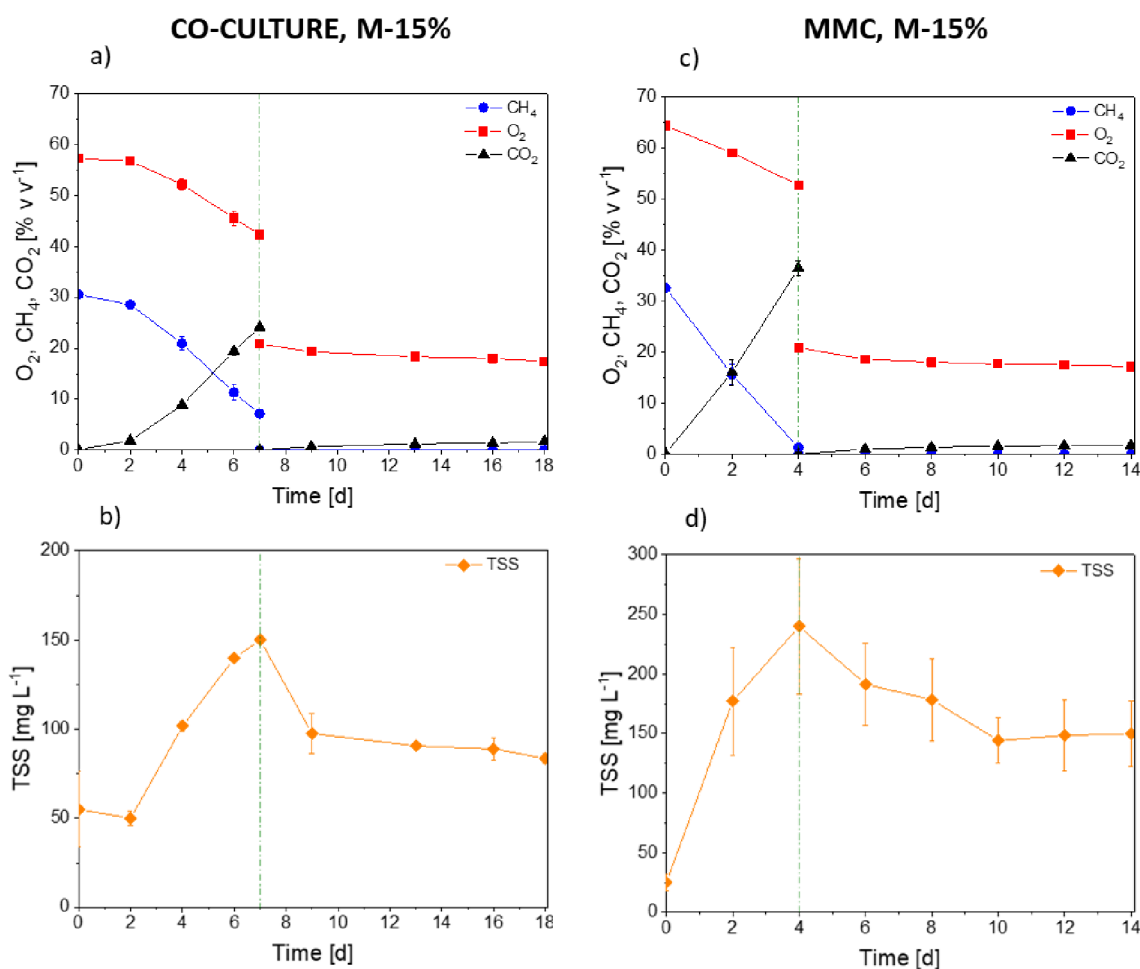 CO-CULTURE, M-15%
a)
70
60
50
40
30
20
10
0
O₂, CH₄, CO₂ [% v v⁻¹]
CH₄
O₂
CO₂
0 2 4 6 8 10 12 14 16 18
Time [d]
MMC, M-15%
c)
70
60
50
40
30
20
10
0
O₂, CH₄, CO₂ [% v v⁻¹]
CH₄
O₂
CO₂
0 2 4 6 8 10 12 14
Time [d]
b)
200
150
100
50
0
TSS [mg L⁻¹]
TSS
0 2 4 6 8 10 12 14 16 18
Time [d]
d)
300
250
200
150
100
50
0
TSS [mg L⁻¹]
TSS
0 2 4 6 8 10 12 14
Time [d]